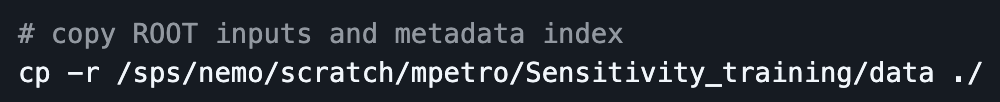 # copy ROOT inputs and metadata index
cp -r /sps/nemo/scratch/mpetro/Sensitivity_training/data ./